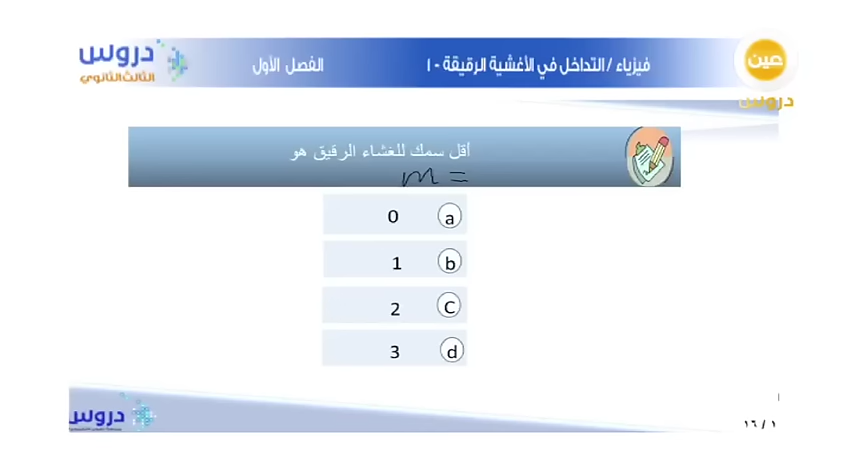 دروس
الثالث الثانوي
الفصل الأول
فيزياء / التداخل في الأغشية الرقيقة - ١
عين
دروس
أقل سمك للغشاء الرقيق هو
m =
a 0
b 1
C 2
d 3
دروس
١٦ / ١